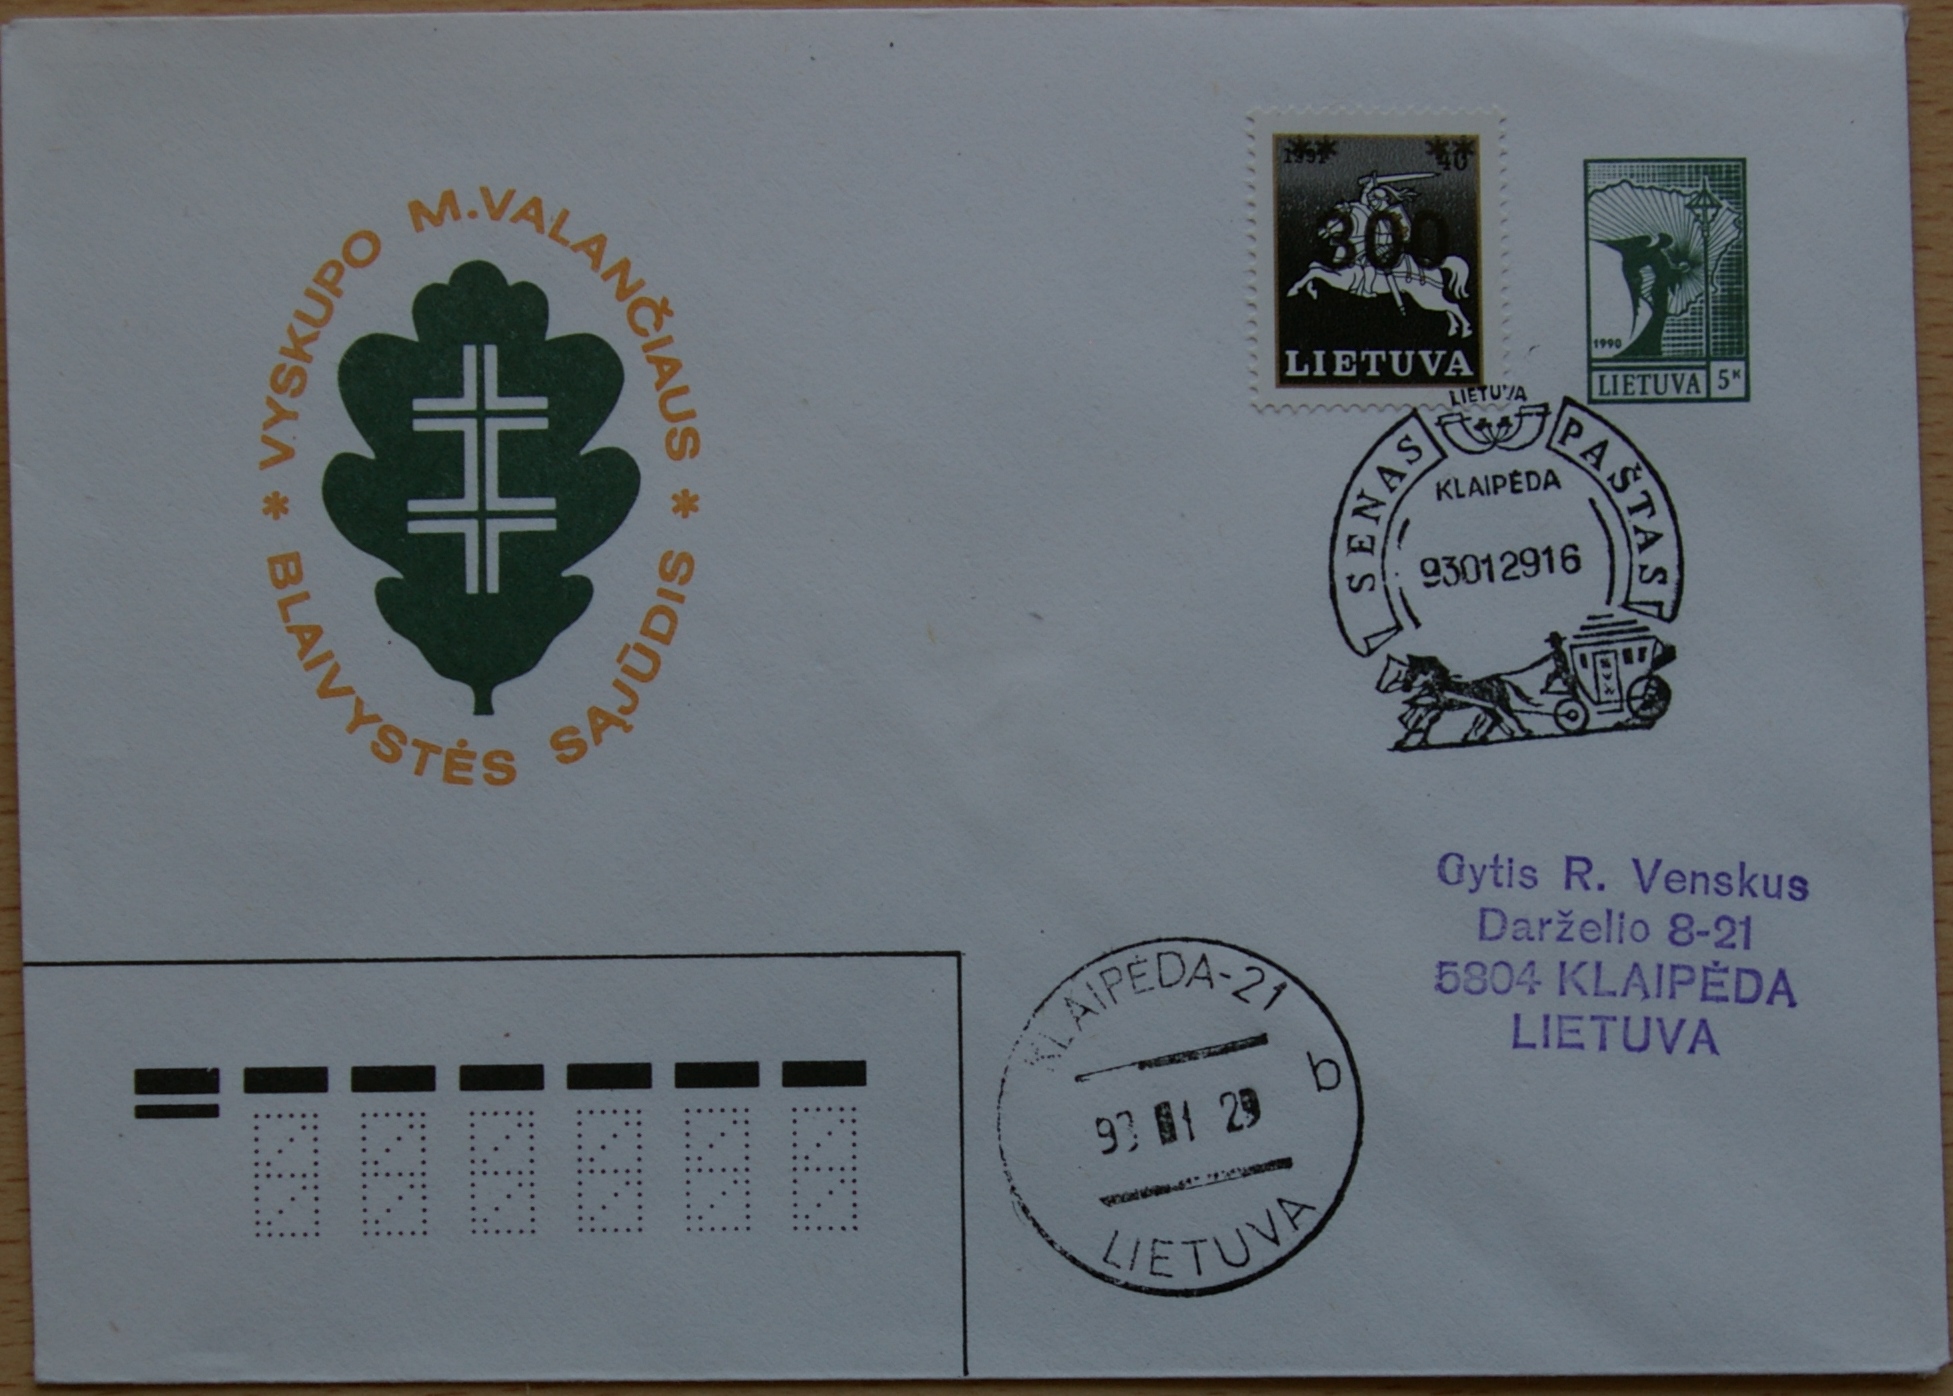 VYSKUPO M.VALANČIAUS
* BLAIVYSTĖS SĄJŪDIS *
** **
1991 40
300
LIETUVA
1990
LIETUVA 5K
LIETUVA
SENAS PAŠTAS
KLAIPĖDA
93012916
Gytis R. Venskus
Darželio 8-21
5804 KLAIPĖDA
LIETUVA
KLAIPĖDA-21
b
93 01 29
LIETUVA